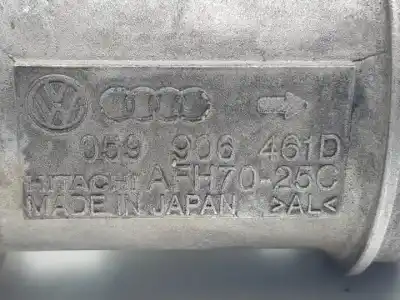 059 906 461D
HITACHI AFH70-25C
MADE IN JAPAN >AL<